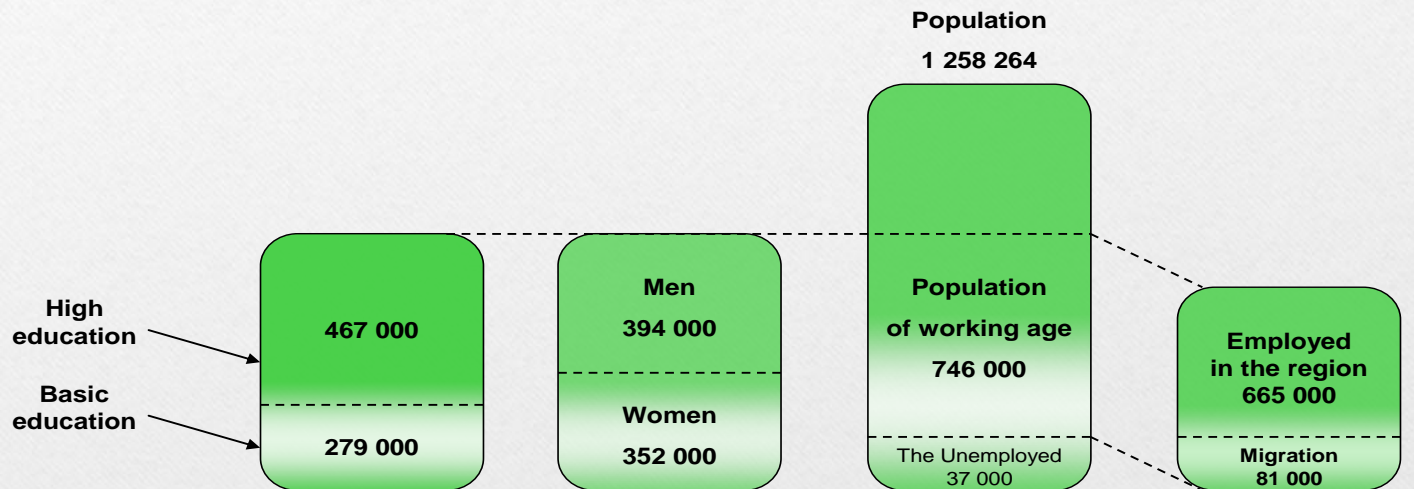 Population
1 258 264
High
education
Basic
education
467 000
279 000
Men
394 000
Women
352 000
Population
of working age
746 000
The Unemployed
37 000
Employed
in the region
665 000
Migration
81 000